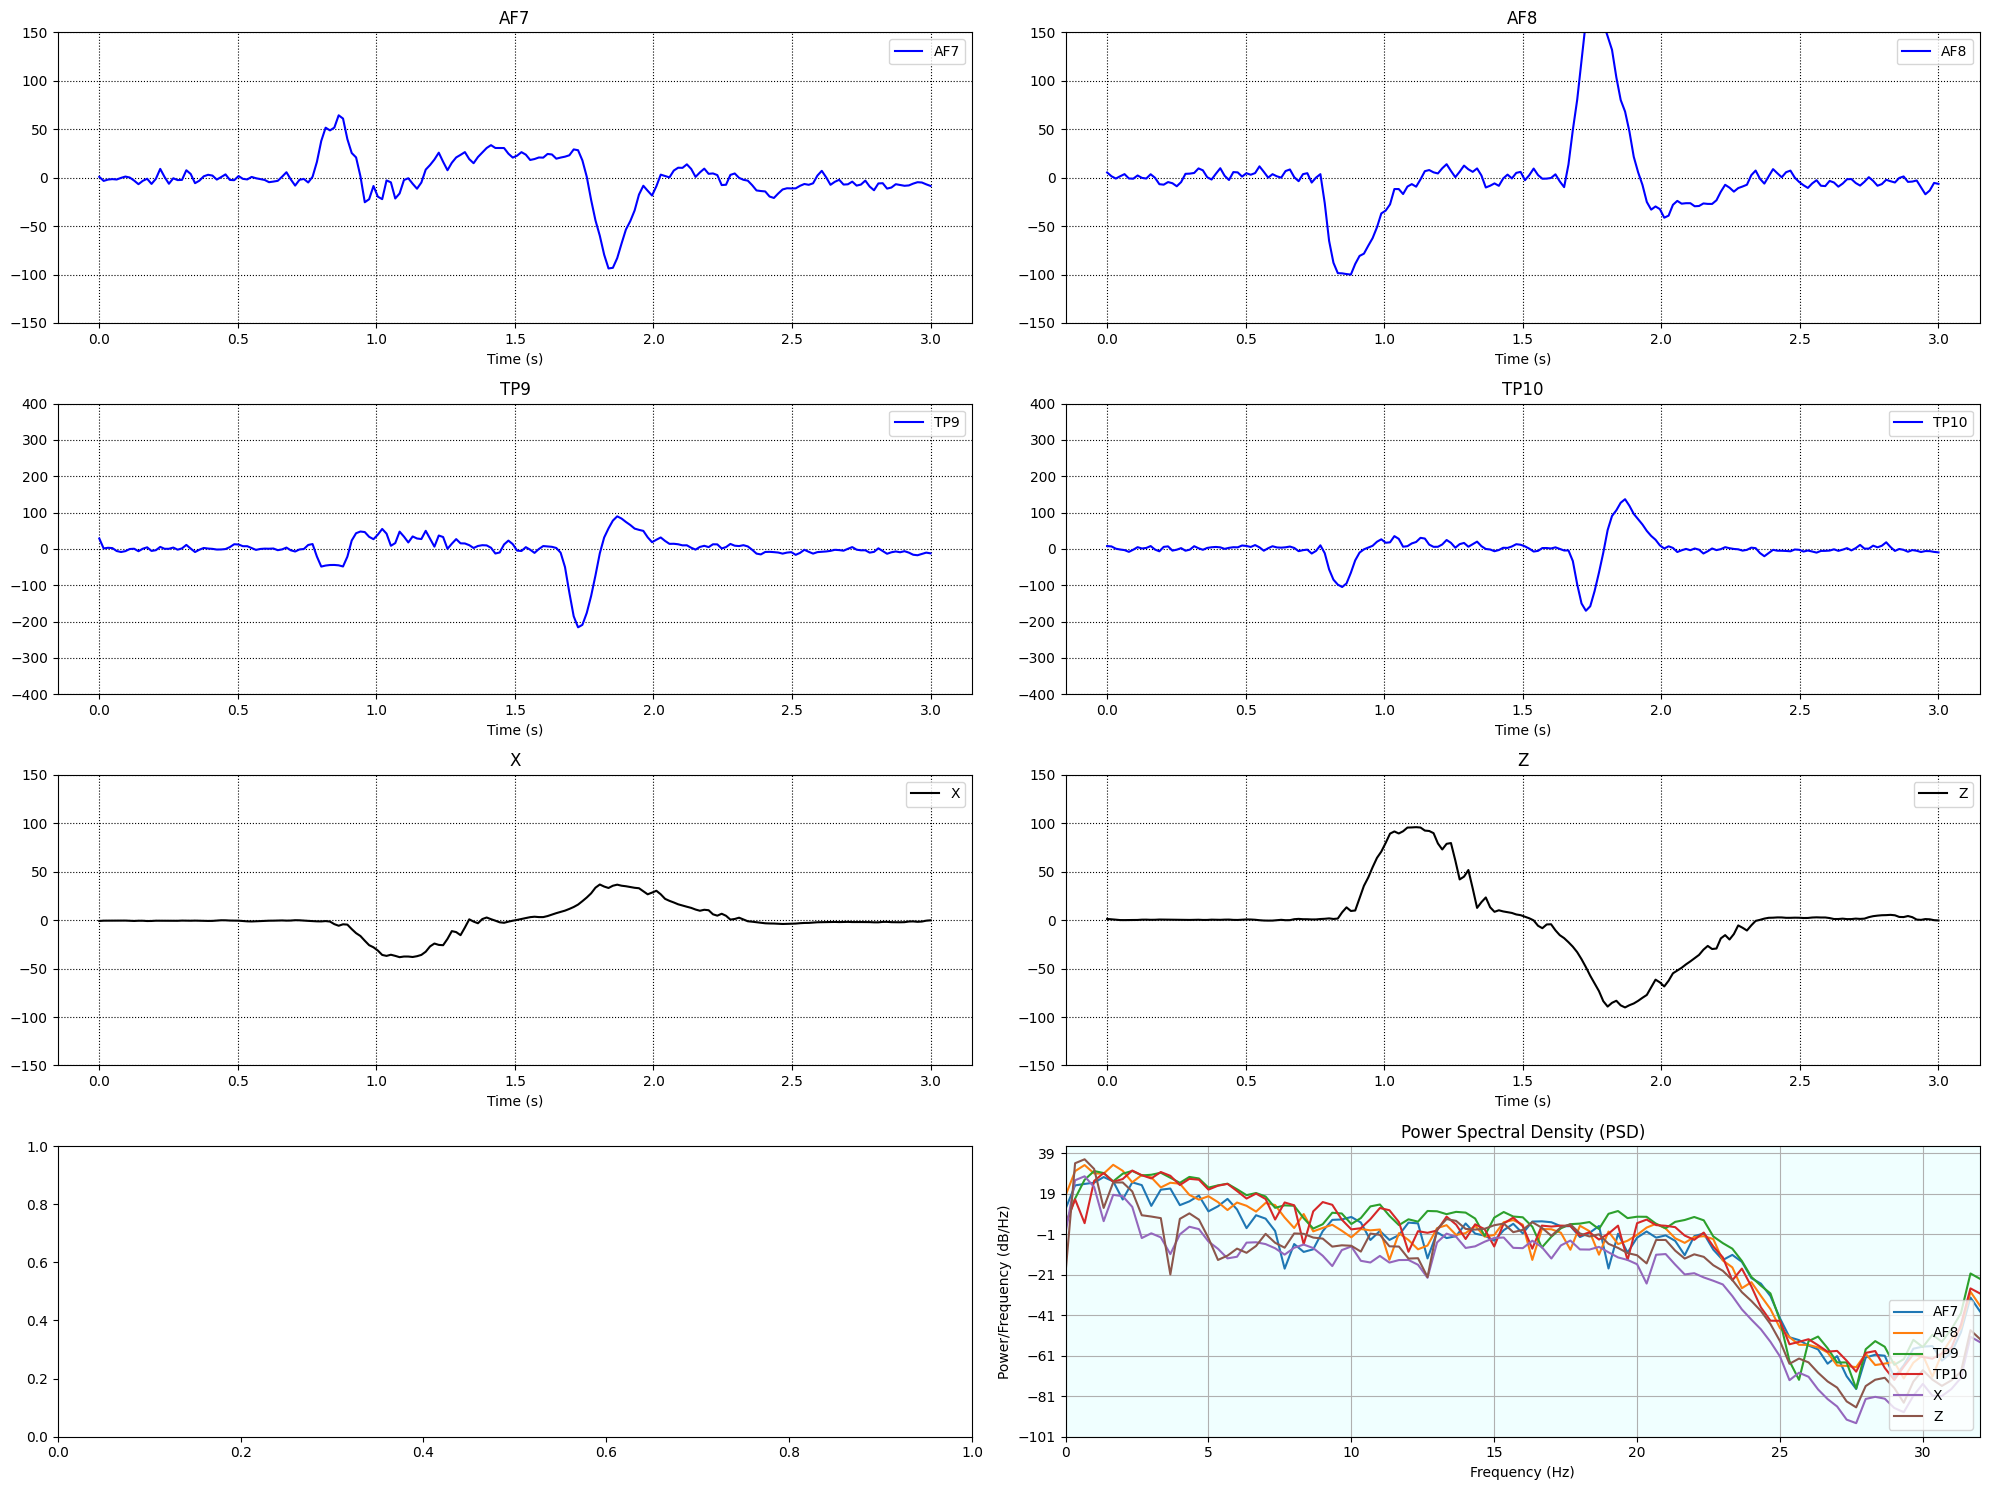 AF7
150
100
50
0
−50
−100
−150
AF7
0.0 0.5 1.0 1.5 2.0 2.5 3.0
Time (s)
AF8
150
100
50
0
−50
−100
−150
AF8
0.0 0.5 1.0 1.5 2.0 2.5 3.0
Time (s)
TP9
400
300
200
100
0
−100
−200
−300
−400
TP9
0.0 0.5 1.0 1.5 2.0 2.5 3.0
Time (s)
TP10
400
300
200
100
0
−100
−200
−300
−400
TP10
0.0 0.5 1.0 1.5 2.0 2.5 3.0
Time (s)
X
150
100
50
0
−50
−100
−150
X
0.0 0.5 1.0 1.5 2.0 2.5 3.0
Time (s)
Z
150
100
50
0
−50
−100
−150
Z
0.0 0.5 1.0 1.5 2.0 2.5 3.0
Time (s)
1.0
0.8
0.6
0.4
0.2
0.0
0.0 0.2 0.4 0.6 0.8 1.0
Power Spectral Density (PSD)
Power/Frequency (dB/Hz)
39
19
−1
−21
−41
−61
−81
−101
AF7
AF8
TP9
TP10
X
Z
0 5 10 15 20 25 30
Frequency (Hz)